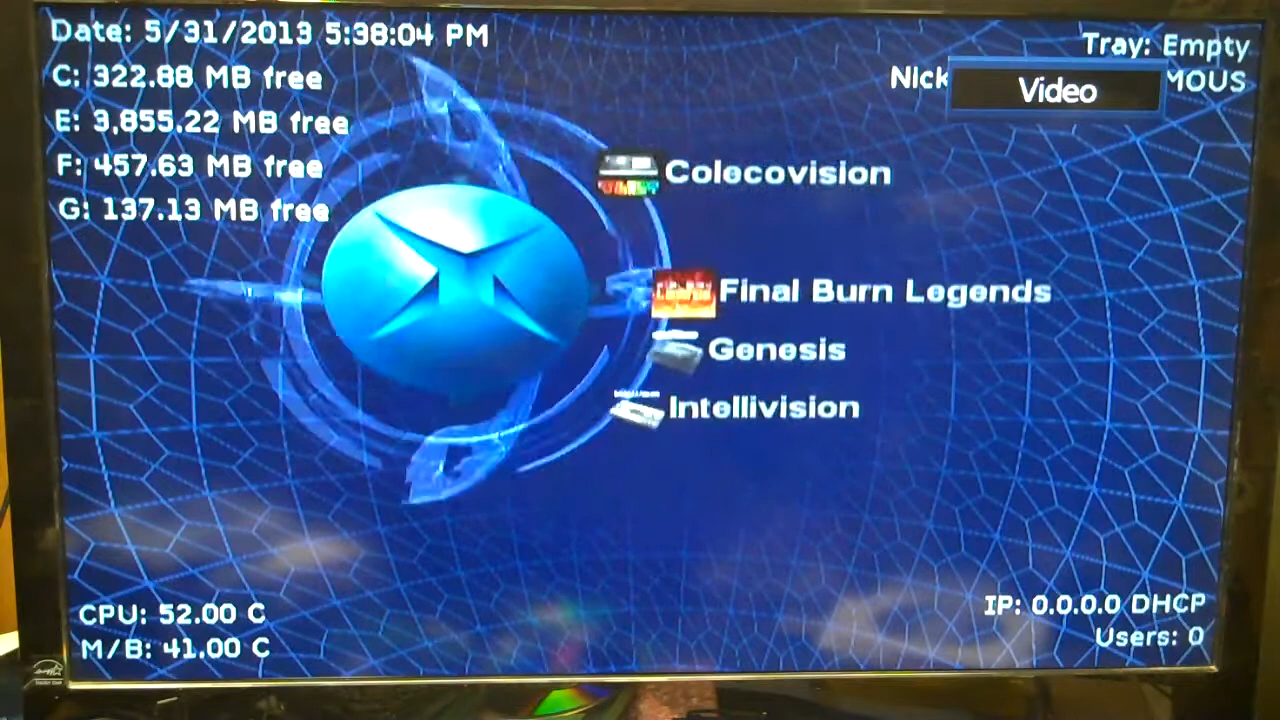 Date: 5/31/2013 5:38:04 PM
Tray: Empty
C: 322.88 MB free
Nick
MOUS
Video
E: 3,855.22 MB free
F: 457.63 MB free
G: 137.13 MB free
Colecovision
Final Burn Legends
Genesis
Intellivision
CPU: 52.00 C
IP: 0.0.0.0 DHCP
M/B: 41.00 C
Users: 0